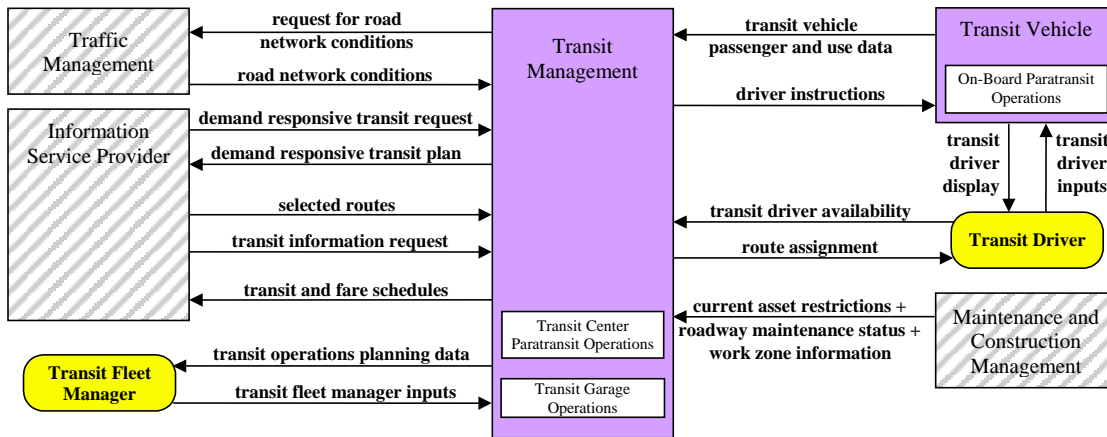 Traffic
Management
request for road
network conditions
road network conditions
Information
Service Provider
demand responsive transit request
demand responsive transit plan
selected routes
transit information request
transit and fare schedules
Transit Fleet
Manager
transit operations planning data
transit fleet manager inputs
Transit
Management
Transit Center
Paratransit Operations
Transit Garage
Operations
transit vehicle
passenger and use data
driver instructions
Transit Vehicle
On-Board Paratransit
Operations
transit
driver
display
transit
driver
inputs
transit driver availability
route assignment
Transit Driver
current asset restrictions +
roadway maintenance status +
work zone information
Maintenance and
Construction
Management